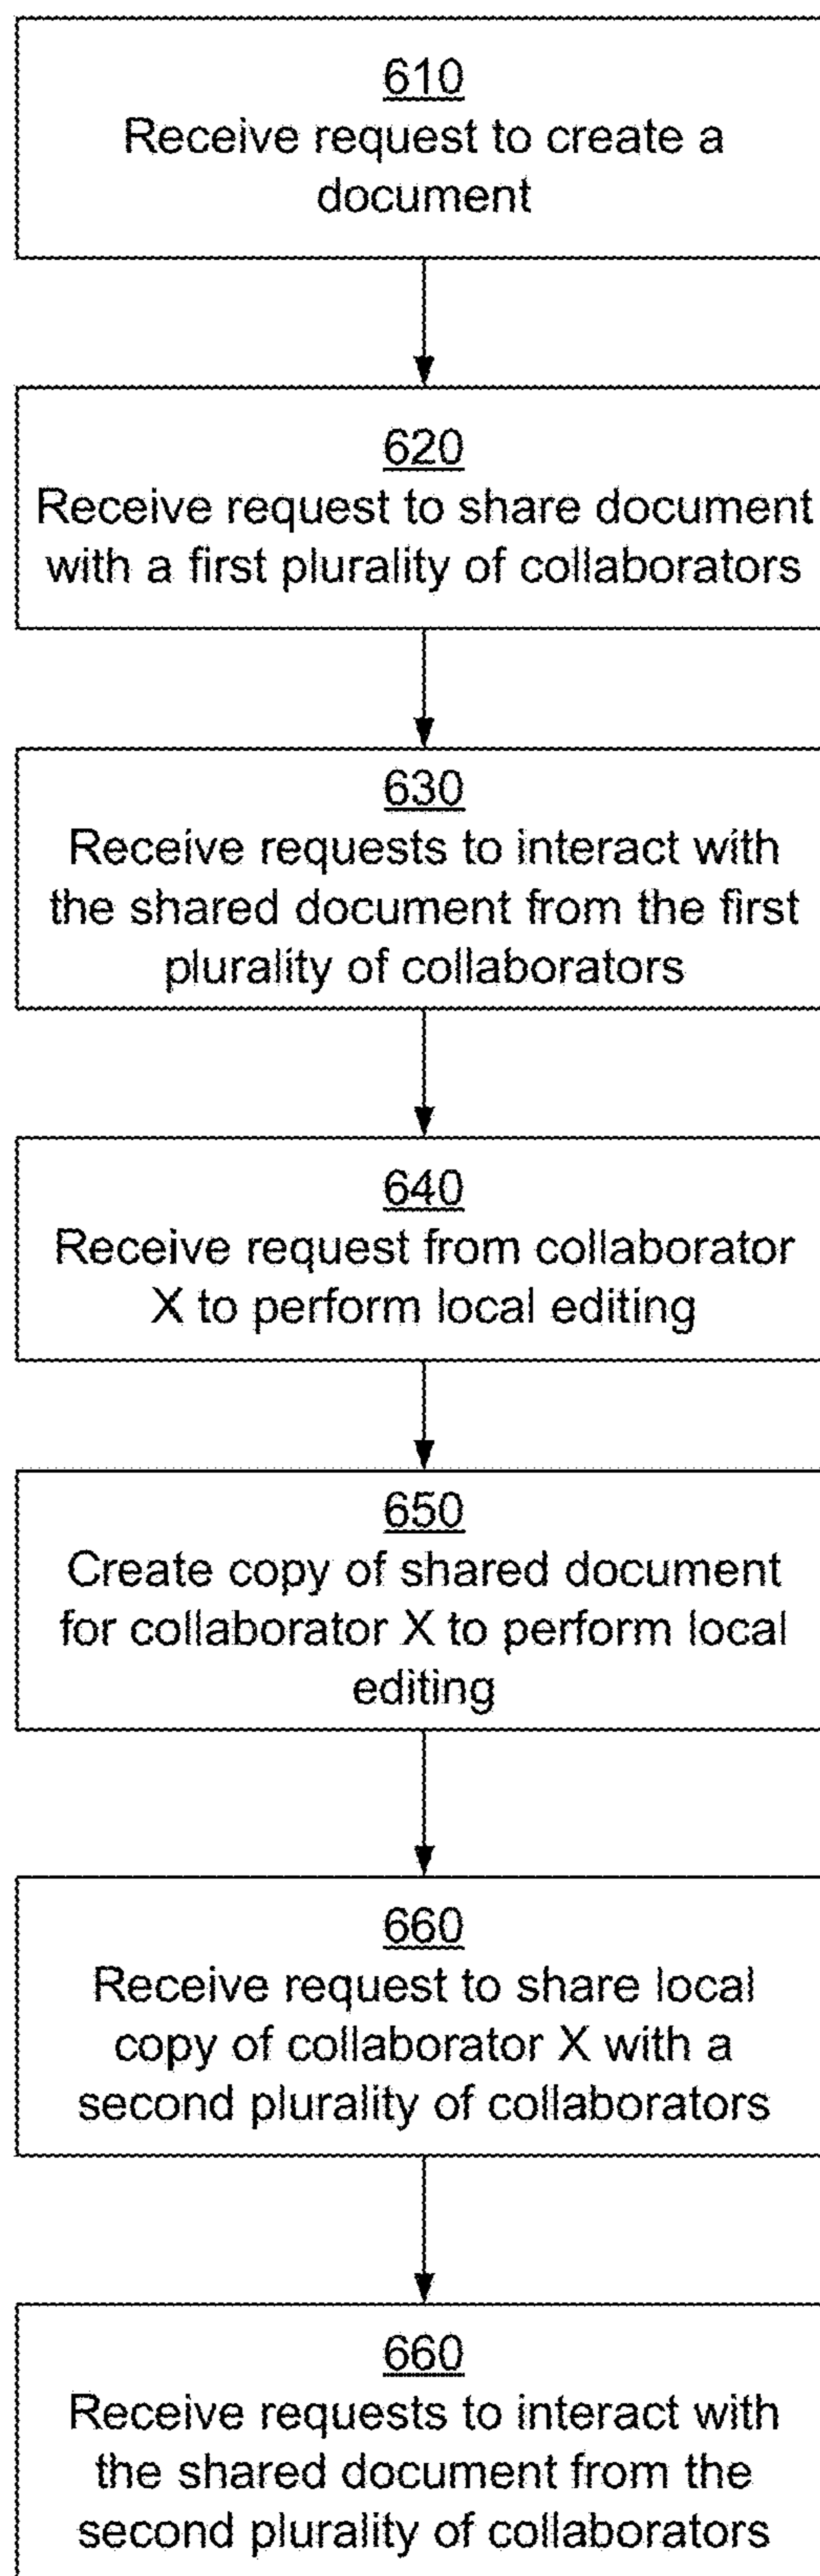 610
Receive request to create a
document
620
Receive request to share document
with a first plurality of collaborators
630
Receive requests to interact with
the shared document from the first
plurality of collaborators
640
Receive request from collaborator
X to perform local editing
650
Create copy of shared document
for collaborator X to perform local
editing
660
Receive request to share local
copy of collaborator X with a
second plurality of collaborators
660
Receive requests to interact with
the shared document from the
second plurality of collaborators